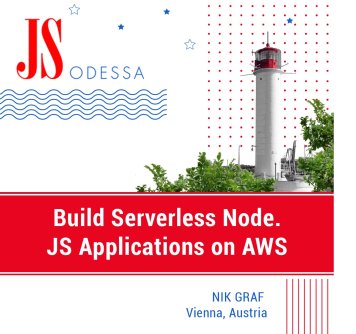 JS
ODESSA
Build Serverless Node.
JS Applications on AWS
NIK GRAF
Vienna, Austria